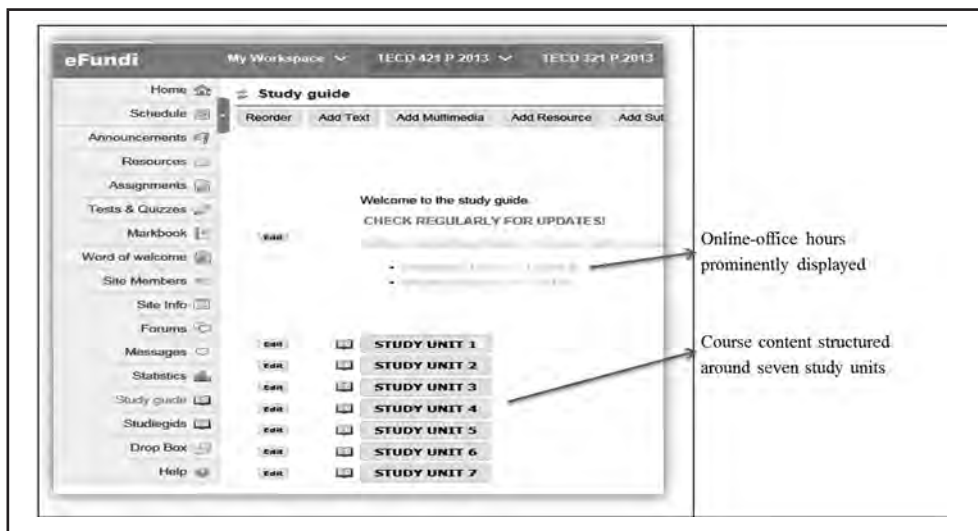 eFundi My Workspace TECD 421 P 2013 TECD 321 P 2013
Home
Schedule
Announcements
Resources
Assignments
Tests & Quizzes
Markbook
Word of welcome
Site Members
Site Info
Forums
Messages
Statistics
Study guide
Studiegids
Drop Box
Help
Study guide
Reorder Add Text Add Multimedia Add Resource Add Sub
Welcome to the study guide.
CHECK REGULARLY FOR UPDATES!
Edit
Edit STUDY UNIT 1
Edit STUDY UNIT 2
Edit STUDY UNIT 3
Edit STUDY UNIT 4
Edit STUDY UNIT 5
Edit STUDY UNIT 6
Edit STUDY UNIT 7
Online-office hours
prominently displayed
Course content structured
around seven study units